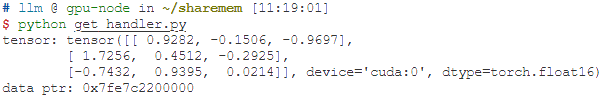 # llm @ gpu-node in ~/sharemem [11:19:01]
$ python get_handler.py
tensor: tensor([[ 0.9282, -0.1506, -0.9697],
        [ 1.7256,  0.4512, -0.2925],
        [-0.7432,  0.9395,  0.0214]], device='cuda:0', dtype=torch.float16)
data ptr: 0x7fe7c2200000